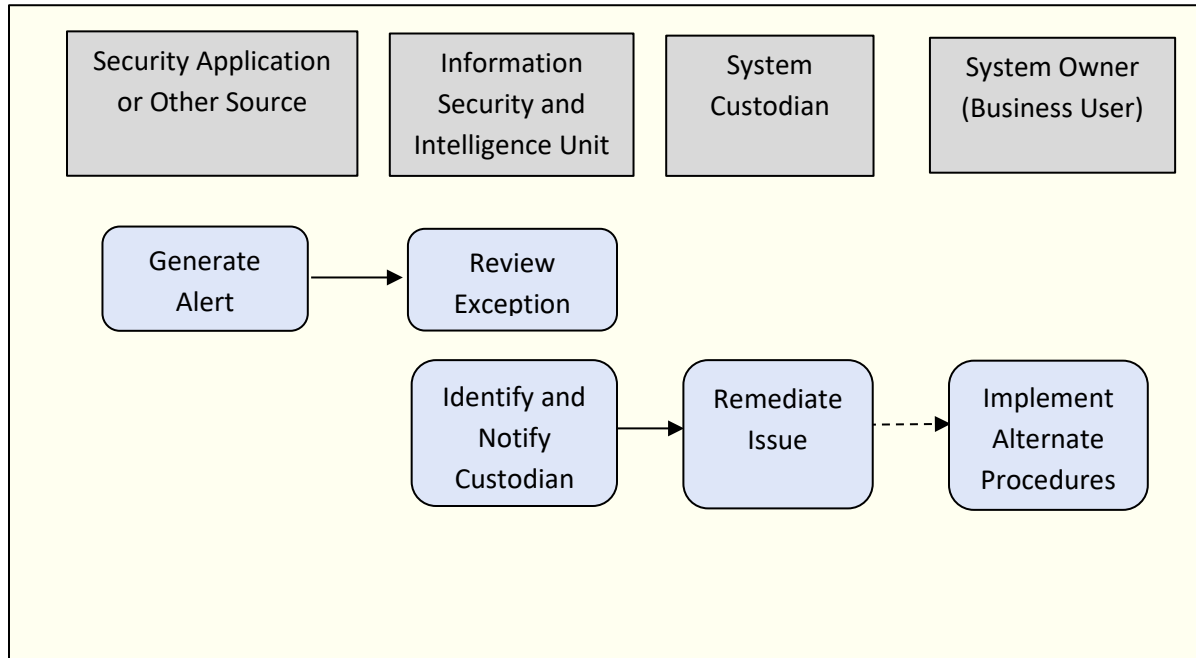 Security Application
or Other Source
Information
Security and
Intelligence Unit
System
Custodian
System Owner
(Business User)
Generate
Alert
Review
Exception
Identify and
Notify
Custodian
Remediate
Issue
Implement
Alternate
Procedures